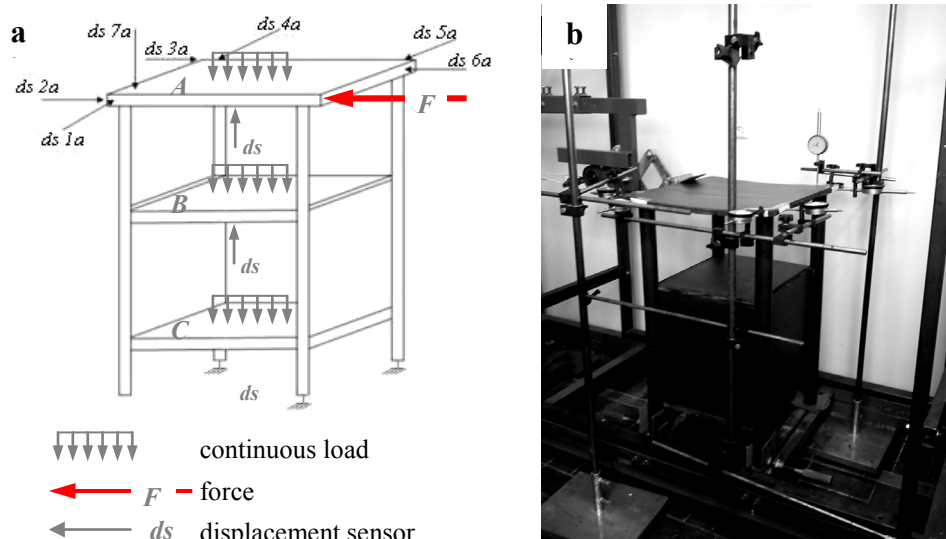 a
ds 7a
ds 3a
ds 4a
ds 5a
ds 6a
ds 2a
A
F
ds 1a
ds
B
ds
C
ds
continuous load
F force
ds displacement sensor
b